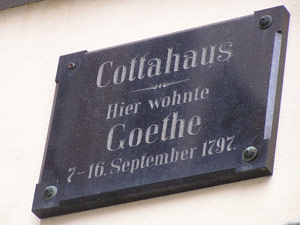 Cottahaus
Hier wohnte
Goethe
7-16. September 1797.